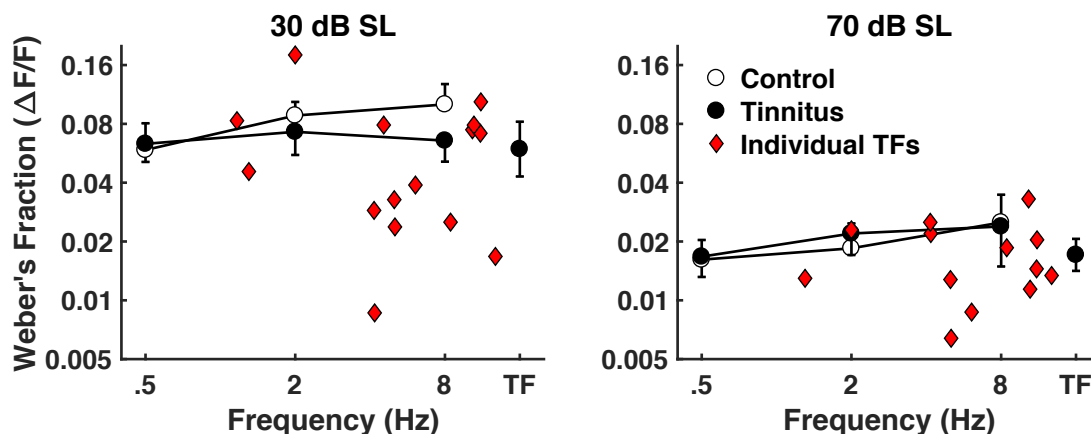 30 dB SL
70 dB SL
Weber's Fraction (ΔF/F)
0.16
0.08
0.04
0.02
0.01
0.005
.5
2
8
TF
Frequency (Hz)
0.16
0.08
0.04
0.02
0.01
0.005
Control
Tinnitus
Individual TFs
.5
2
8
TF
Frequency (Hz)